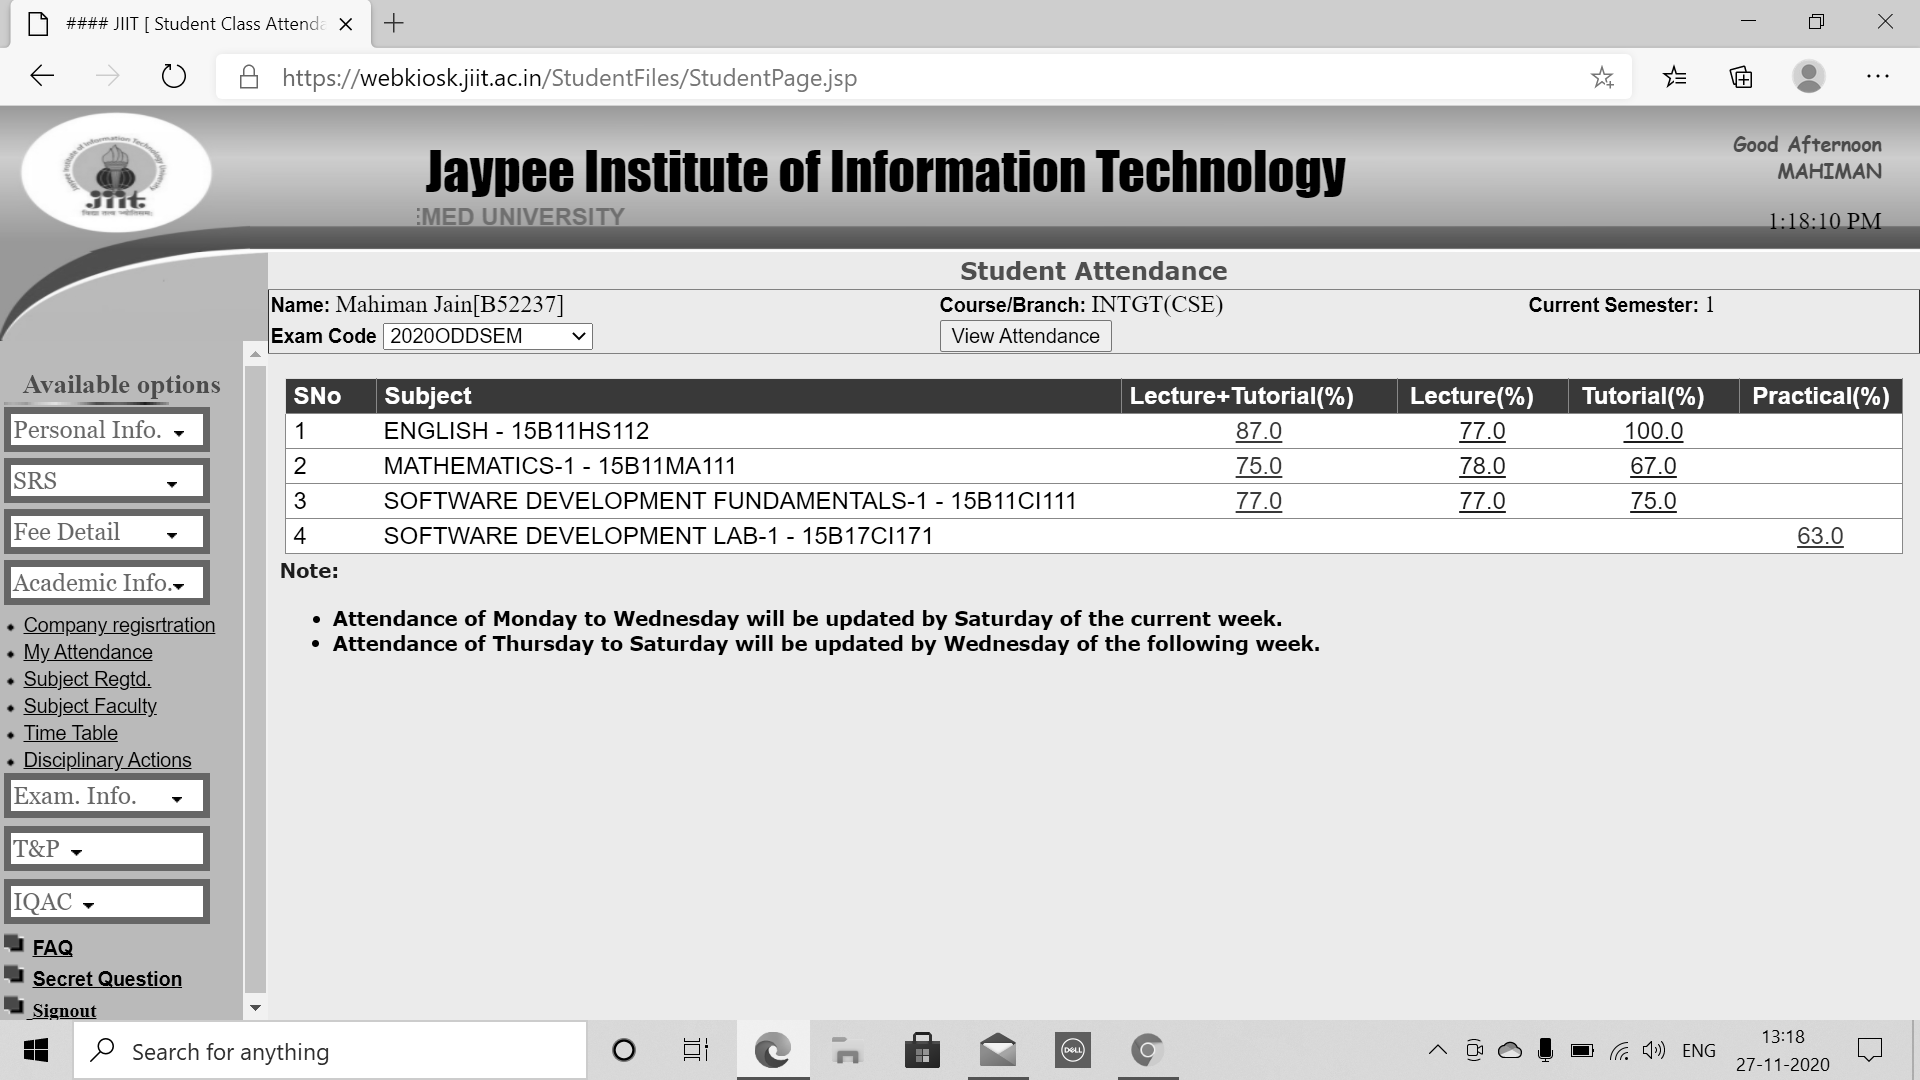 #### JIIT [ Student Class Attenda
https://webkiosk.jiit.ac.in/StudentFiles/StudentPage.jsp
jiit
Jaypee Institute of Information Technology
EMED UNIVERSITY
Good Afternoon
MAHIMAN
1:18:10 PM
Student Attendance
Name: Mahiman Jain[B52237] Course/Branch: INTGT(CSE) Current Semester: 1
Exam Code 2020ODDSEM View Attendance
Available options
Personal Info.
SRS
Fee Detail
Academic Info.
Company regisrtration
My Attendance
Subject Regtd.
Subject Faculty
Time Table
Disciplinary Actions
Exam. Info.
T&P
IQAC
FAQ
Secret Question
Signout
SNo Subject Lecture+Tutorial(%) Lecture(%) Tutorial(%) Practical(%)
1 ENGLISH - 15B11HS112 87.0 77.0 100.0
2 MATHEMATICS-1 - 15B11MA111 75.0 78.0 67.0
3 SOFTWARE DEVELOPMENT FUNDAMENTALS-1 - 15B11CI111 77.0 77.0 75.0
4 SOFTWARE DEVELOPMENT LAB-1 - 15B17CI171 63.0
Note:
• Attendance of Monday to Wednesday will be updated by Saturday of the current week.
• Attendance of Thursday to Saturday will be updated by Wednesday of the following week.
Search for anything
DELL
ENG
13:18
27-11-2020